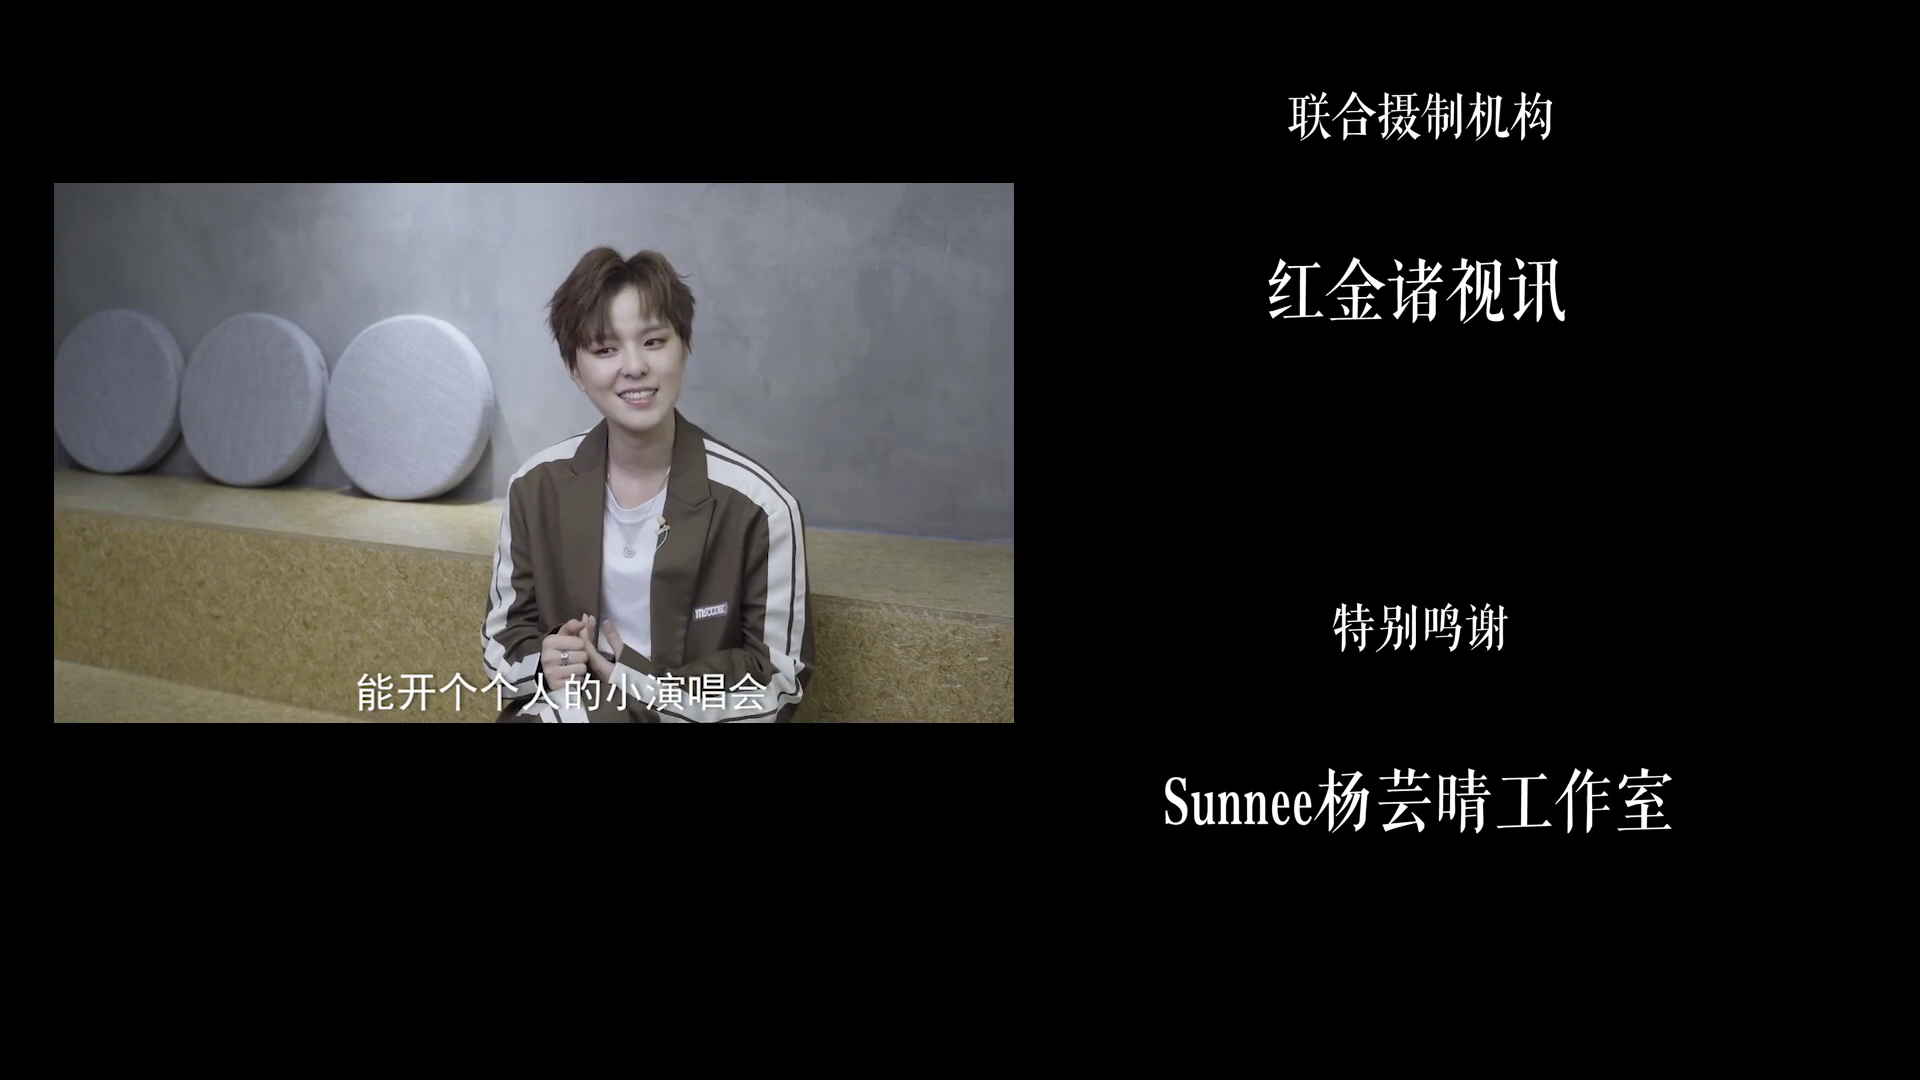 联合摄制机构
红金诸视讯
能开个个人的小演唱会
特别鸣谢
Sunnee杨芸晴工作室